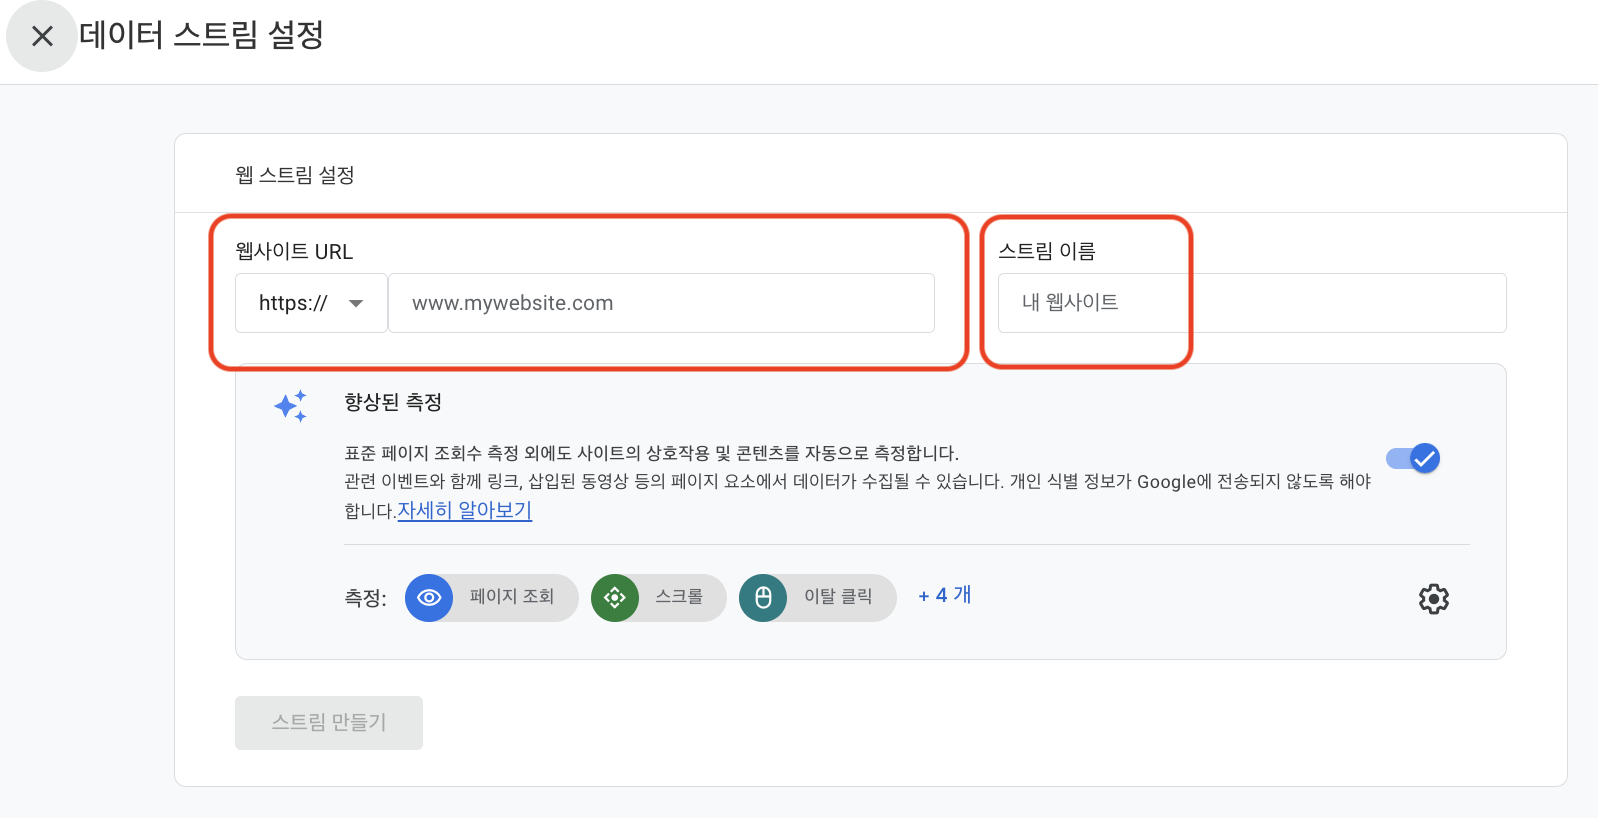 데이터 스트림 설정
웹 스트림 설정
웹사이트 URL
https://
www.mywebsite.com
스트림 이름
내 웹사이트
향상된 측정
표준 페이지 조회수 측정 외에도 사이트의 상호작용 및 콘텐츠를 자동으로 측정합니다.
관련 이벤트와 함께 링크, 삽입된 동영상 등의 페이지 요소에서 데이터가 수집될 수 있습니다. 개인 식별 정보가 Google에 전송되지 않도록 해야
합니다.자세히 알아보기
측정: 페이지 조회 스크롤 이탈 클릭 + 4 개
스트림 만들기